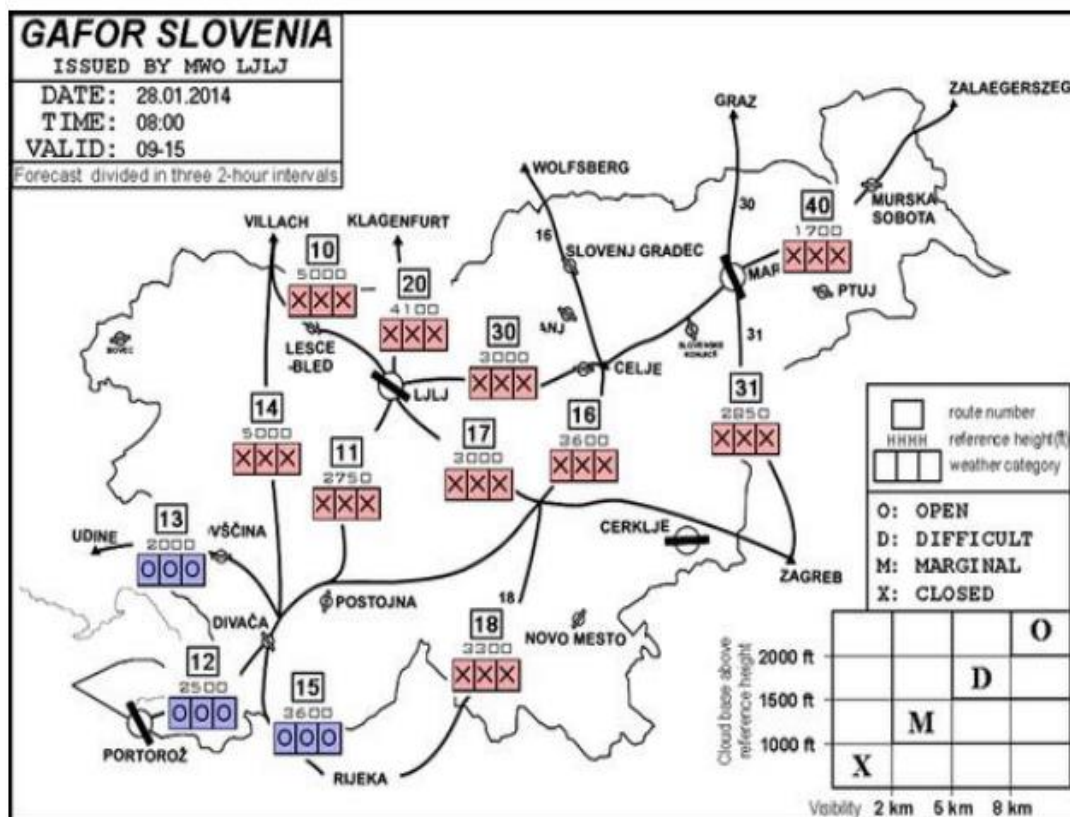 GAFOR SLOVENIA
ISSUED BY MWO LJLJ
DATE: 28.01.2014
TIME: 08:00
VALID: 09-15
Forecast divided in three 2-hour intervals
ZALAEGERSZEG
GRAZ
WOLFSBERG
30
40
1700
X X X
MURSKA
SOBOTA
VILLACH
KLAGENFURT
16
SLOVENJ GRADEC
MAR
PTUJ
10
5000
X X X
20
4100
X X X
ANJ
SLOVENSKE
KONJICE
31
BOVEC
LESCE
-BLED
LJLJ
30
3000
X X X
CELJE
31
2850
X X X
14
5000
X X X
11
2750
X X X
17
3000
X X X
16
3600
X X X
route number
HHHH reference height(ft)
weather category
13
2000
O O O
UDINE
VŠČINA
CERKLJE
ZAGREB
O: OPEN
D: DIFFICULT
M: MARGINAL
X: CLOSED
POSTOJNA
18
DIVAČA
NOVO MESTO
18
3300
X X X
12
2500
O O O
15
3600
O O O
PORTOROŽ
RIJEKA
Cloud base above
reference height
2000 ft
1500 ft
1000 ft
O
D
M
X
Visibility 2 km 5 km 8 km